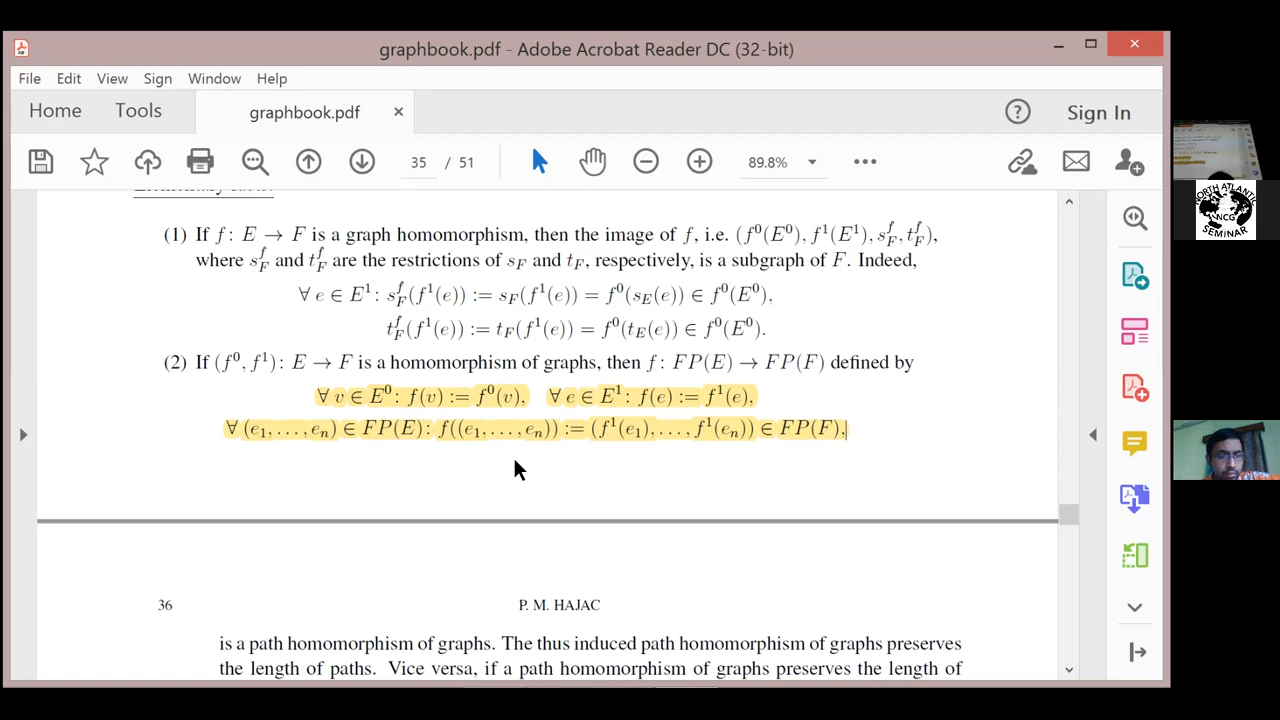 graphbook.pdf - Adobe Acrobat Reader DC (32-bit)
File Edit View Sign Window Help
Home Tools graphbook.pdf × ? Sign In
35 / 51 89.8%
(1) If f : E → F is a graph homomorphism, then the image of f, i.e. (f⁰(E⁰), f¹(E¹), s_F^f, t_F^f),
where s_F^f and t_F^f are the restrictions of s_F and t_F, respectively, is a subgraph of F. Indeed,
∀ e ∈ E¹ : s_F^f(f¹(e)) := s_F(f¹(e)) = f⁰(s_E(e)) ∈ f⁰(E⁰),
t_F^f(f¹(e)) := t_F(f¹(e)) = f⁰(t_E(e)) ∈ f⁰(E⁰).
(2) If (f⁰, f¹) : E → F is a homomorphism of graphs, then f : FP(E) → FP(F) defined by
∀ v ∈ E⁰ : f(v) := f⁰(v), ∀ e ∈ E¹ : f(e) := f¹(e),
∀ (e₁, . . . , eₙ) ∈ FP(E) : f((e₁, . . . , eₙ)) := (f¹(e₁), . . . , f¹(eₙ)) ∈ FP(F),
36 P. M. HAJAC
is a path homomorphism of graphs. The thus induced path homomorphism of graphs preserves
the length of paths. Vice versa, if a path homomorphism of graphs preserves the length of
NORTH ATLANTIC
NCG
SEMINAR